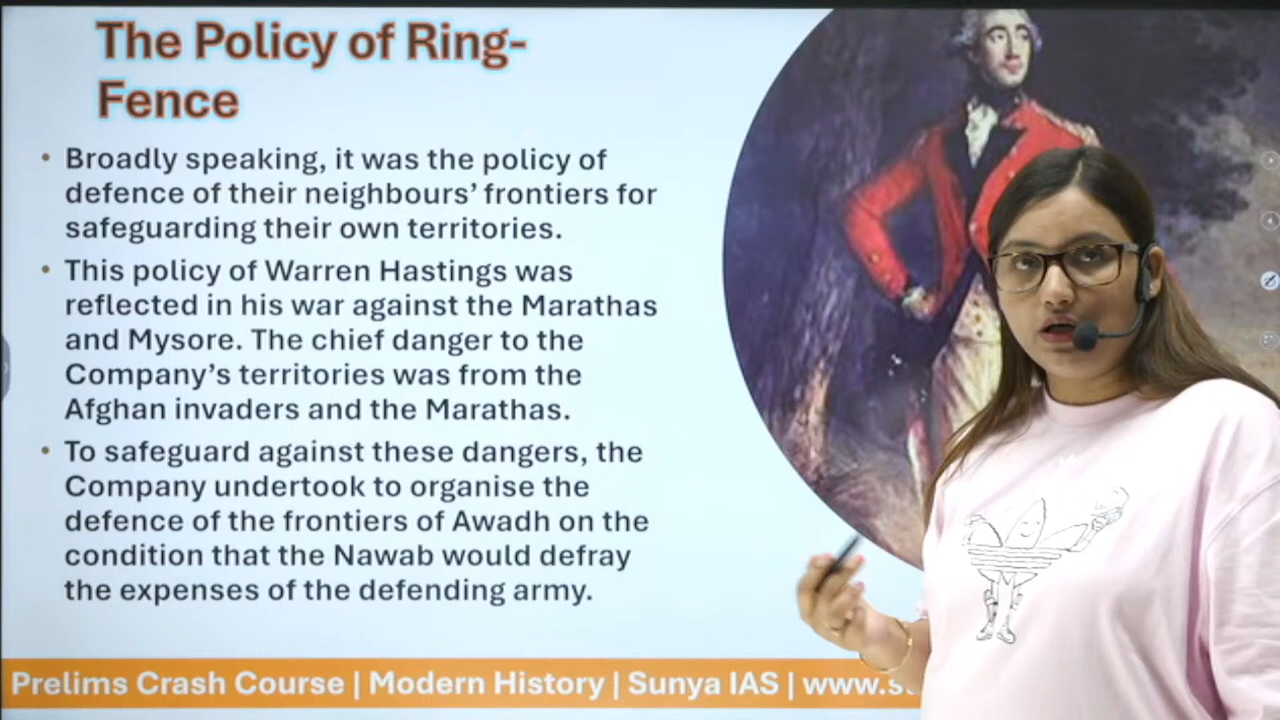 The Policy of Ring-
Fence
• Broadly speaking, it was the policy of
defence of their neighbours’ frontiers for
safeguarding their own territories.
• This policy of Warren Hastings was
reflected in his war against the Marathas
and Mysore. The chief danger to the
Company’s territories was from the
Afghan invaders and the Marathas.
• To safeguard against these dangers, the
Company undertook to organise the
defence of the frontiers of Awadh on the
condition that the Nawab would defray
the expenses of the defending army.
Prelims Crash Course | Modern History | Sunya IAS |